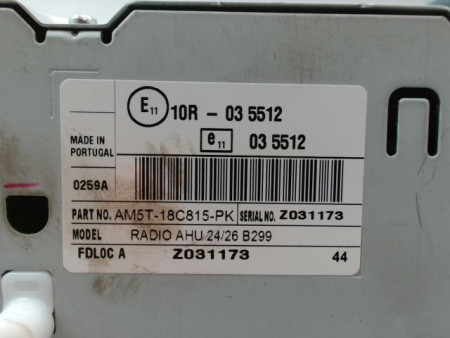 E11 10R - 03 5512
e11 03 5512
MADE IN
PORTUGAL
0259A
PART NO. AM5T-18C815-PK SERIAL NO. Z031173
MODEL RADIO AHU 24/26 B299
FDLOC A Z031173 44